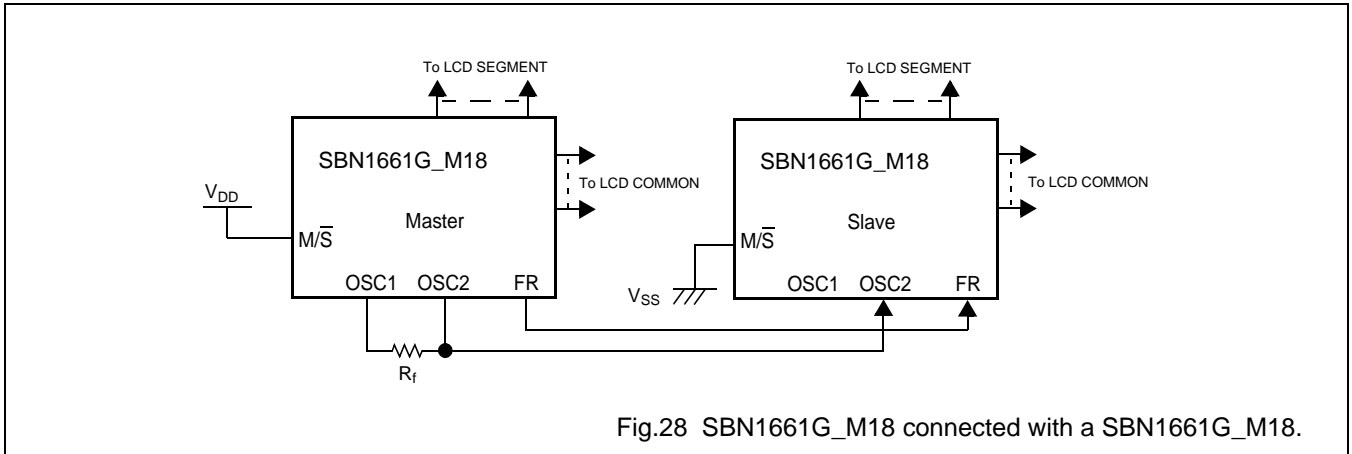 To LCD SEGMENT
SBN1661G_M18
To LCD COMMON
VDD
Master
M/S̅
OSC1 OSC2 FR
Rf
To LCD SEGMENT
SBN1661G_M18
To LCD COMMON
Slave
M/S̅
VSS
OSC1 OSC2 FR
Fig.28 SBN1661G_M18 connected with a SBN1661G_M18.